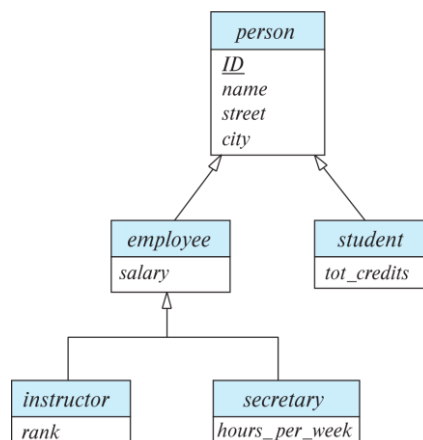 person
ID
name
street
city
employee
salary
student
tot_credits
instructor
rank
secretary
hours_per_week